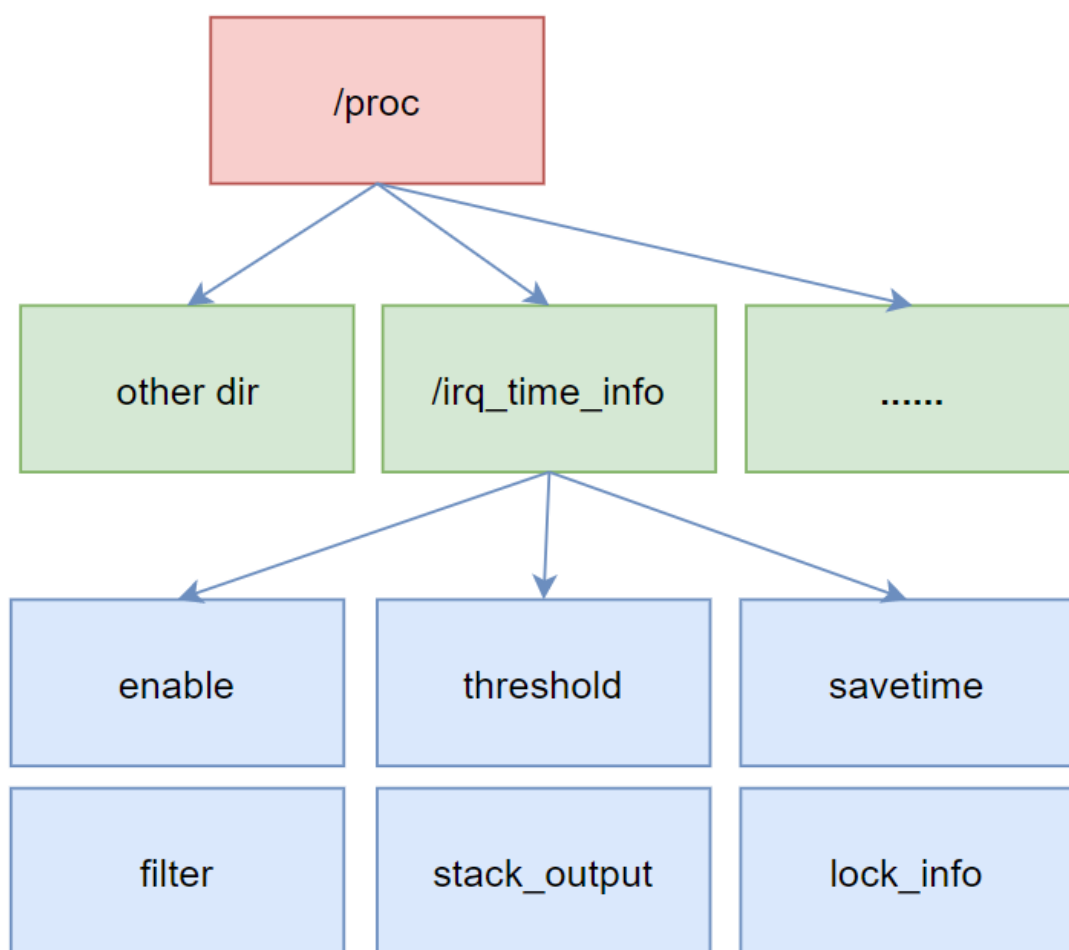 /proc
other dir
/irq_time_info
......
enable
threshold
savetime
filter
stack_output
lock_info